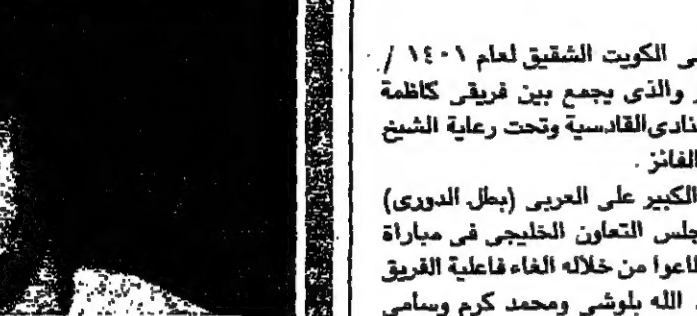 ى الكويت الشقيق لعام ١٤٠١ /
والذى يجمع بين فريقى كاظمة
نادى القادسية وتحت رعاية الشيخ
الفائز .
الكبير على العربى (بطل الدورى)
جلس التعاون الخليجى فى مباراة
طاعوا من خلاله الغاء فاعلية الفريق
الله بلوشى ومحمد كرم وسامى